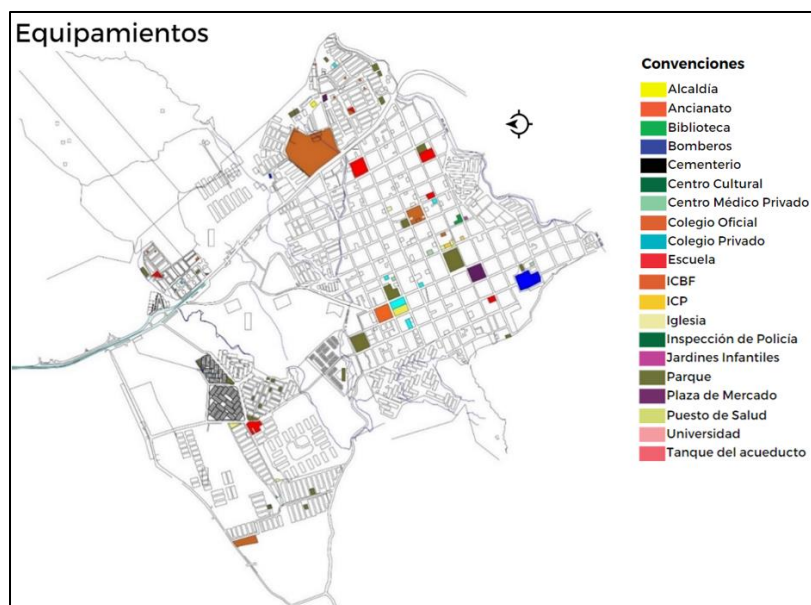 Equipamientos
Convenciones
Alcaldía
Ancianato
Biblioteca
Bomberos
Cementerio
Centro Cultural
Centro Médico Privado
Colegio Oficial
Colegio Privado
Escuela
ICBF
ICP
Iglesia
Inspección de Policía
Jardines Infantiles
Parque
Plaza de Mercado
Puesto de Salud
Universidad
Tanque del acueducto